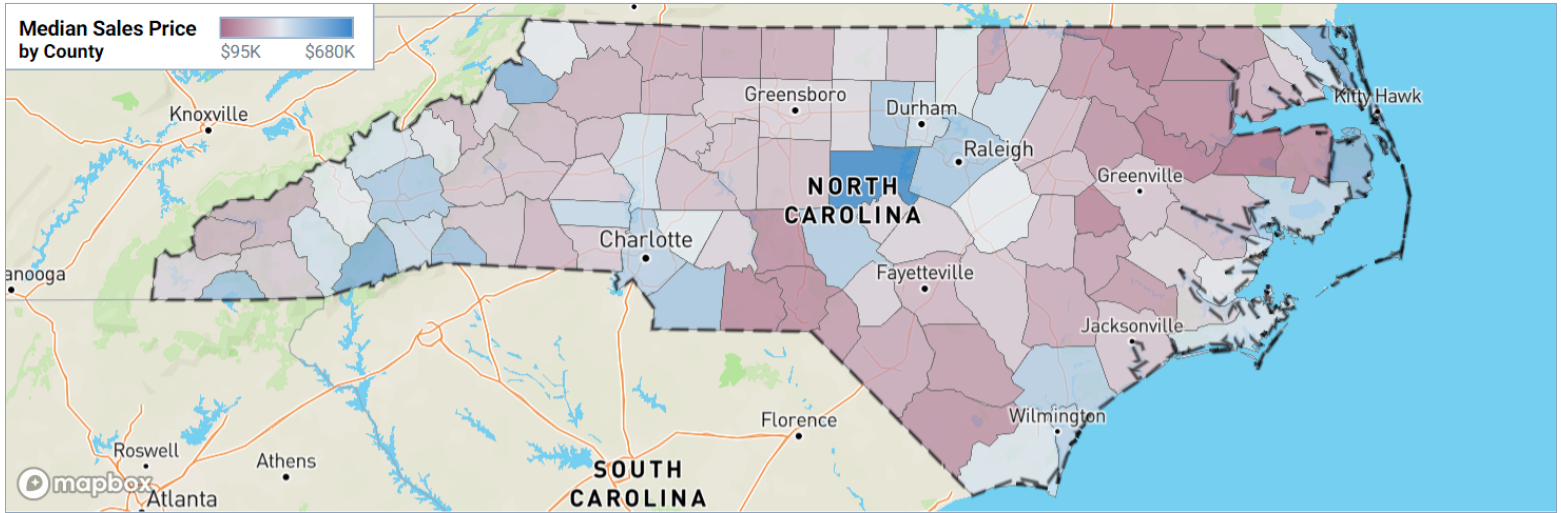 Median Sales Price
by County
$95K $680K
Knoxville
Greensboro
Durham
Kitty Hawk
Raleigh
Greenville
NORTH
CAROLINA
Charlotte
anooga
Fayetteville
Jacksonville
Wilmington
Florence
Roswell
Athens
SOUTH
CAROLINA
mapbox
Atlanta